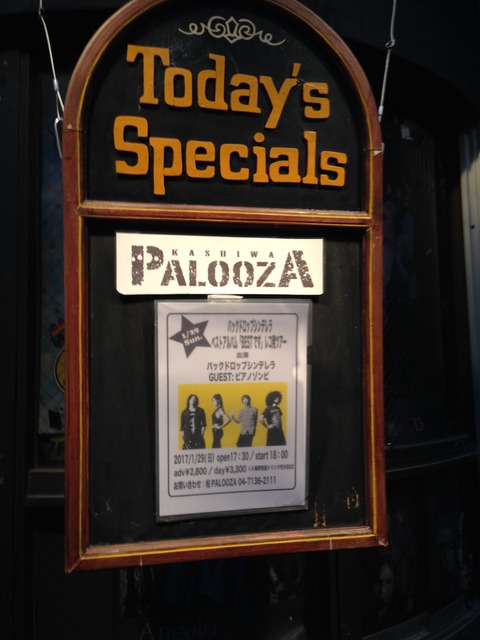 Today's
Specials
KASHIWA
PALOOZA
1/29
Sun.
バックドロップシンデレラ
ベストアルバム「BESTです」レコ発ツアー
出演
バックドロップシンデレラ
GUEST: ピアノゾンビ
2017/1/29(日) open17:30 / start 18:00
adv¥2,800 / day¥3,300
お問い合わせ：柏PALOOZA 04-7136-2111